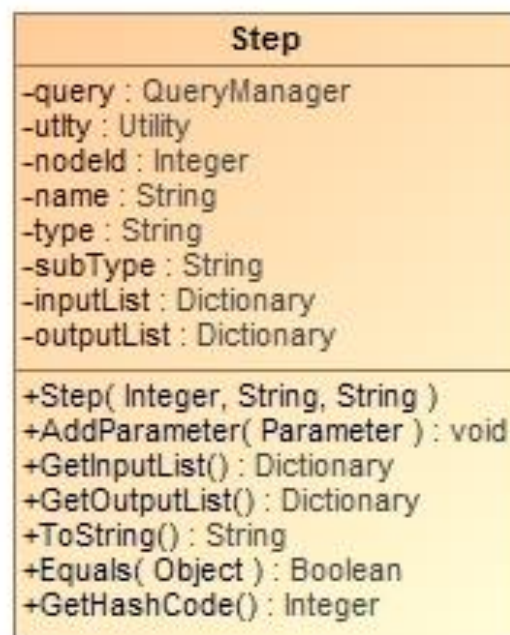 Step
-query : QueryManager
-utlty : Utility
-nodeId : Integer
-name : String
-type : String
-subType : String
-inputList : Dictionary
-outputList : Dictionary
+Step( Integer, String, String )
+AddParameter( Parameter ) : void
+GetInputList() : Dictionary
+GetOutputList() : Dictionary
+ToString() : String
+Equals( Object ) : Boolean
+GetHashCode() : Integer